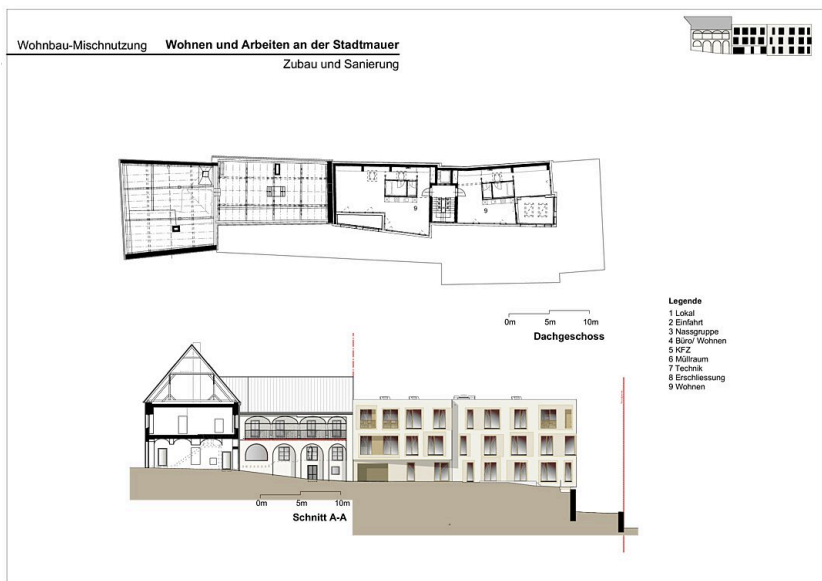 Wohnbau-Mischnutzung Wohnen und Arbeiten an der Stadtmauer
Zubau und Sanierung
9
9
0m 5m 10m
Dachgeschoss
Legende
1 Lokal
2 Einfahrt
3 Nassgruppe
4 Büro/ Wohnen
5 KFZ
6 Müllraum
7 Technik
8 Erschliessung
9 Wohnen
0m 5m 10m
Schnitt A-A